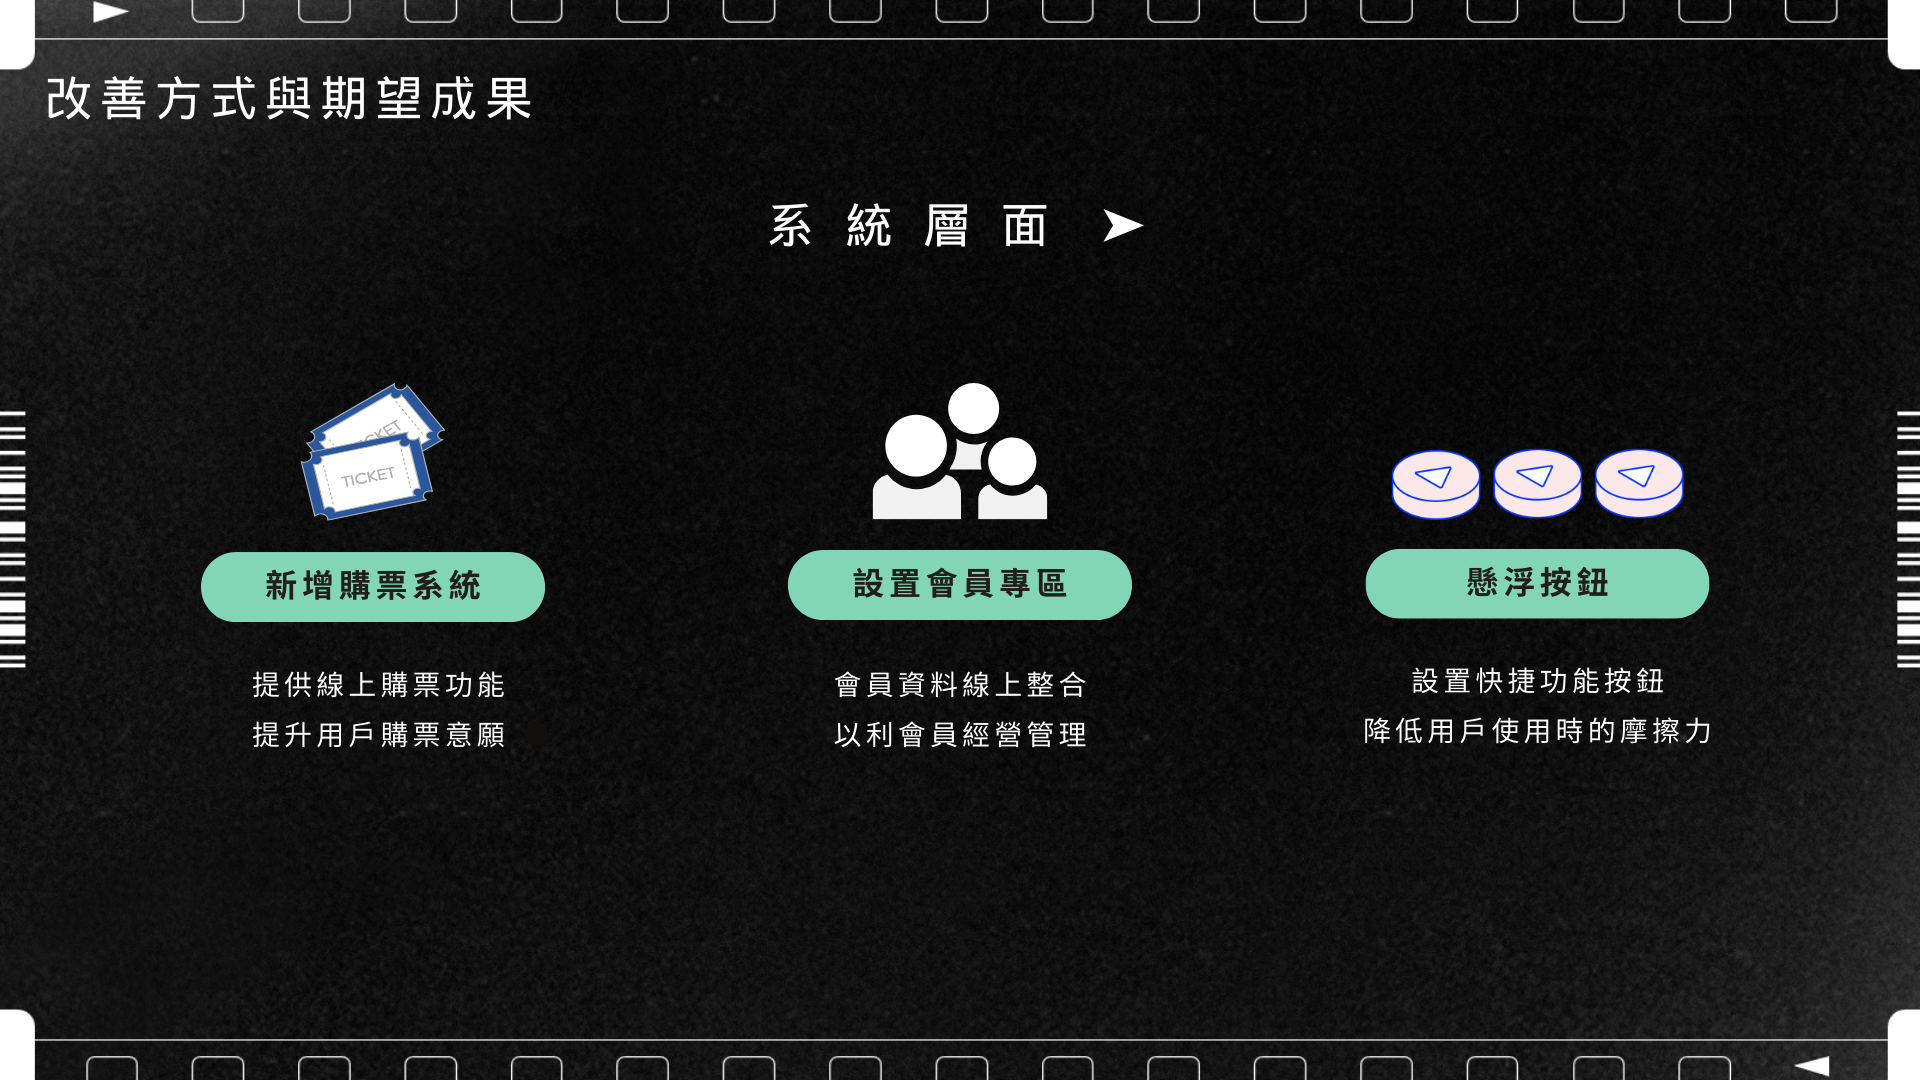 改善方式與期望成果
系統層面
TICKET
新增購票系統
提供線上購票功能
提升用戶購票意願
設置會員專區
會員資料線上整合
以利會員經營管理
懸浮按鈕
設置快捷功能按鈕
降低用戶使用時的摩擦力